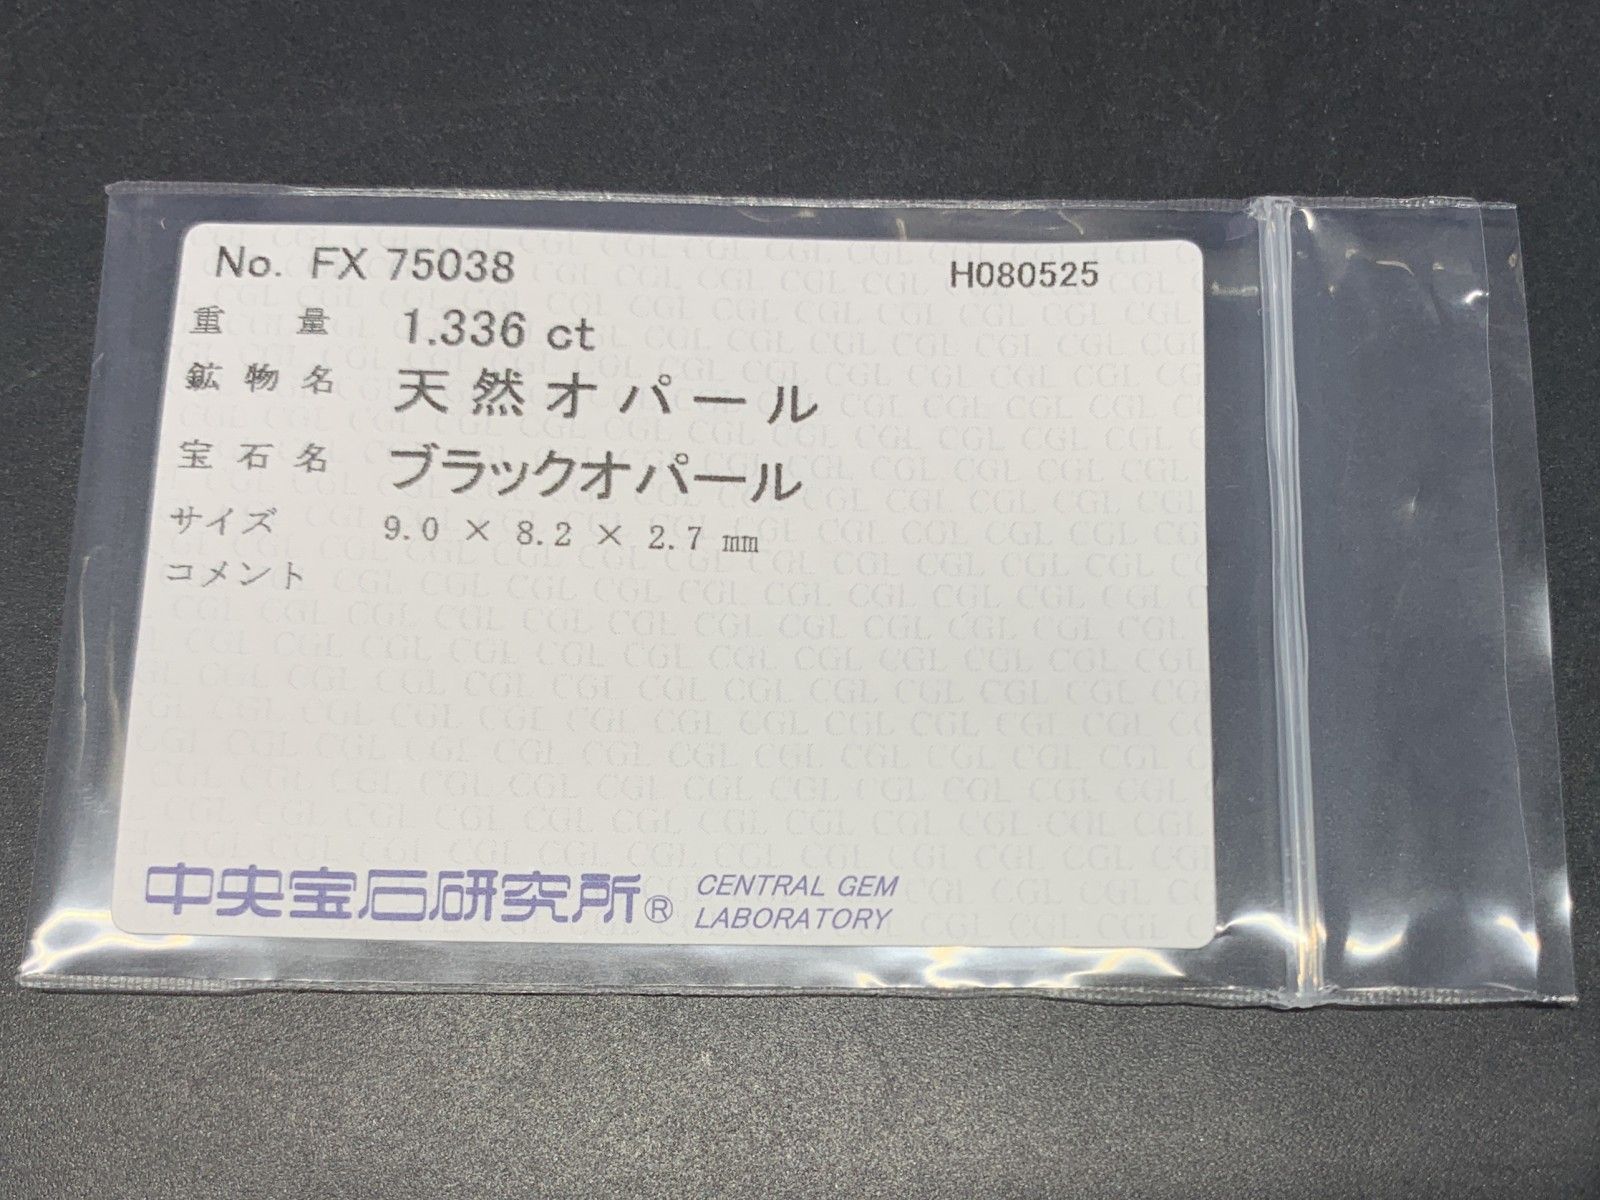 No. FX 75038 H080525
重量 1.336 ct
鉱物名 天然オパール
宝石名 ブラックオパール
サイズ 9.0 × 8.2 × 2.7 mm
コメント
中央宝石研究所® CENTRAL GEM
LABORATORY